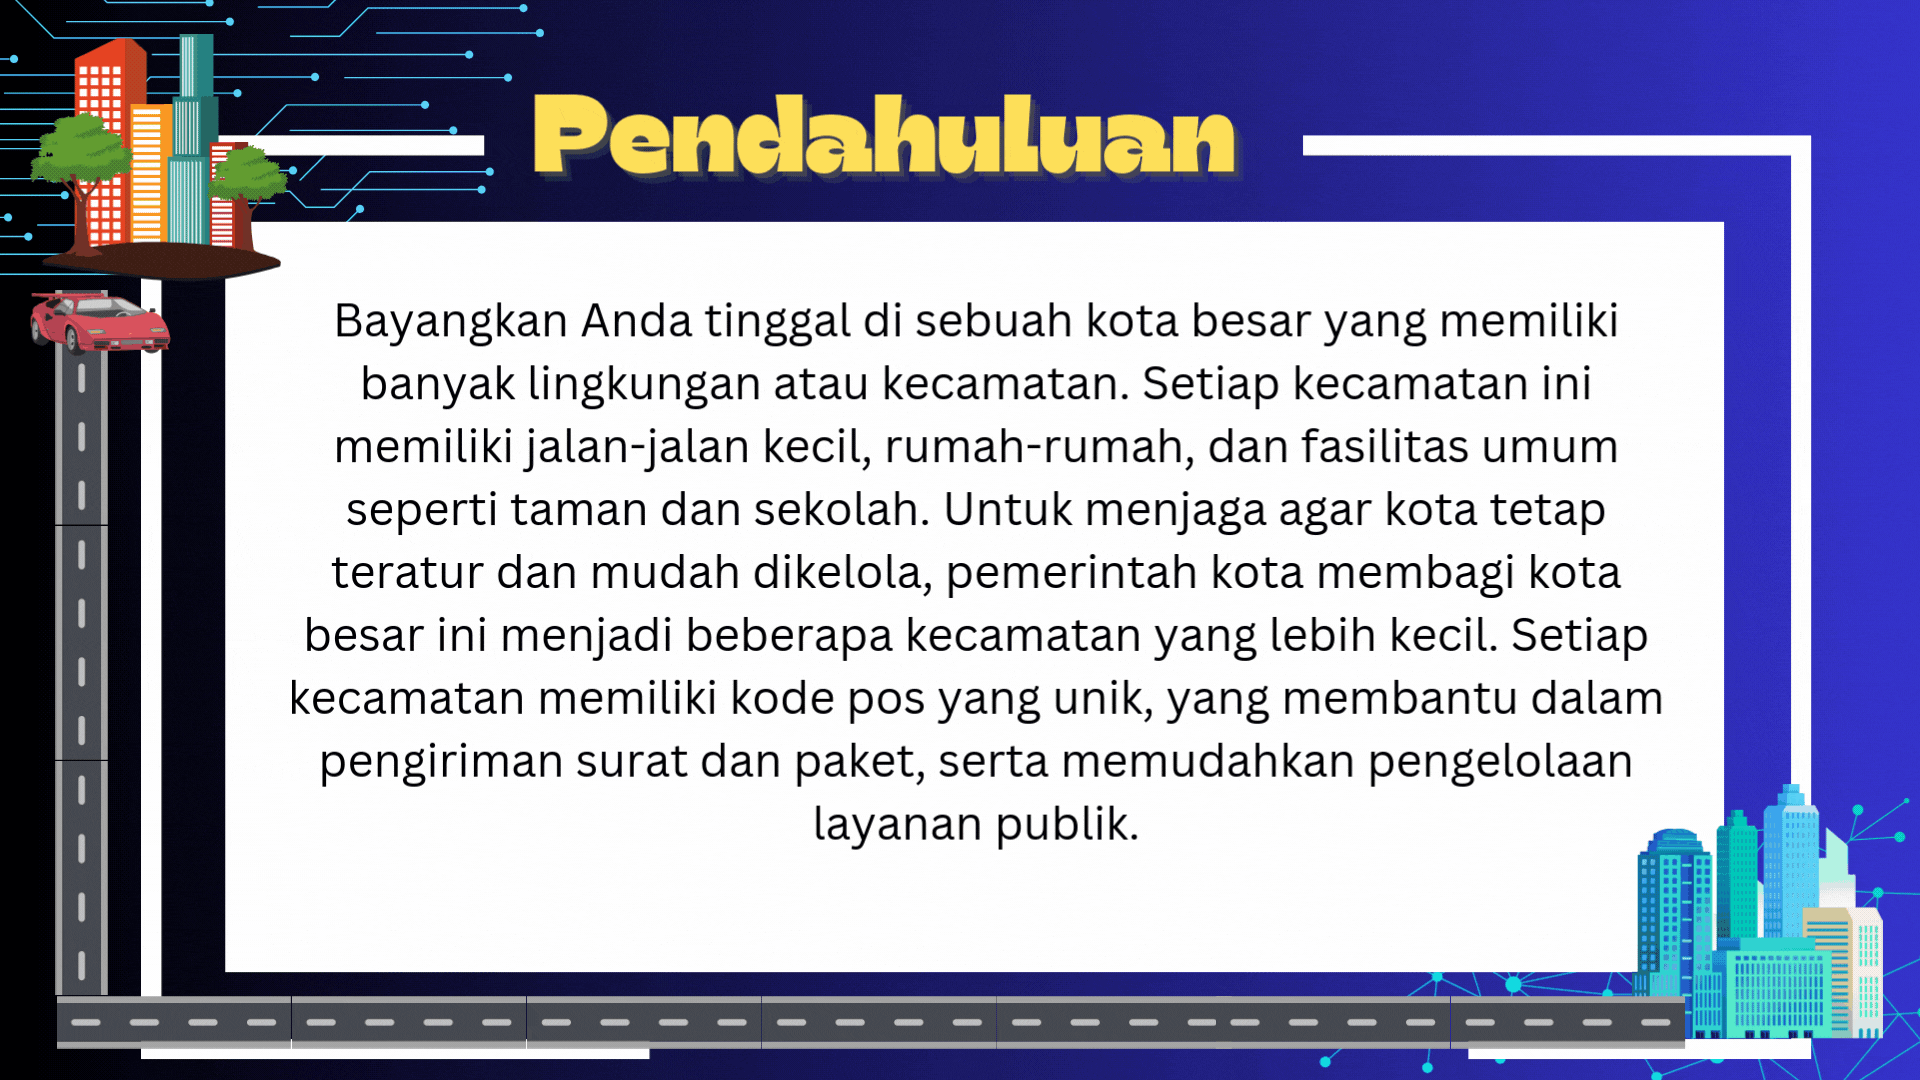 Pendahuluan
Bayangkan Anda tinggal di sebuah kota besar yang memiliki
banyak lingkungan atau kecamatan. Setiap kecamatan ini
memiliki jalan-jalan kecil, rumah-rumah, dan fasilitas umum
seperti taman dan sekolah. Untuk menjaga agar kota tetap
teratur dan mudah dikelola, pemerintah kota membagi kota
besar ini menjadi beberapa kecamatan yang lebih kecil. Setiap
kecamatan memiliki kode pos yang unik, yang membantu dalam
pengiriman surat dan paket, serta memudahkan pengelolaan
layanan publik.